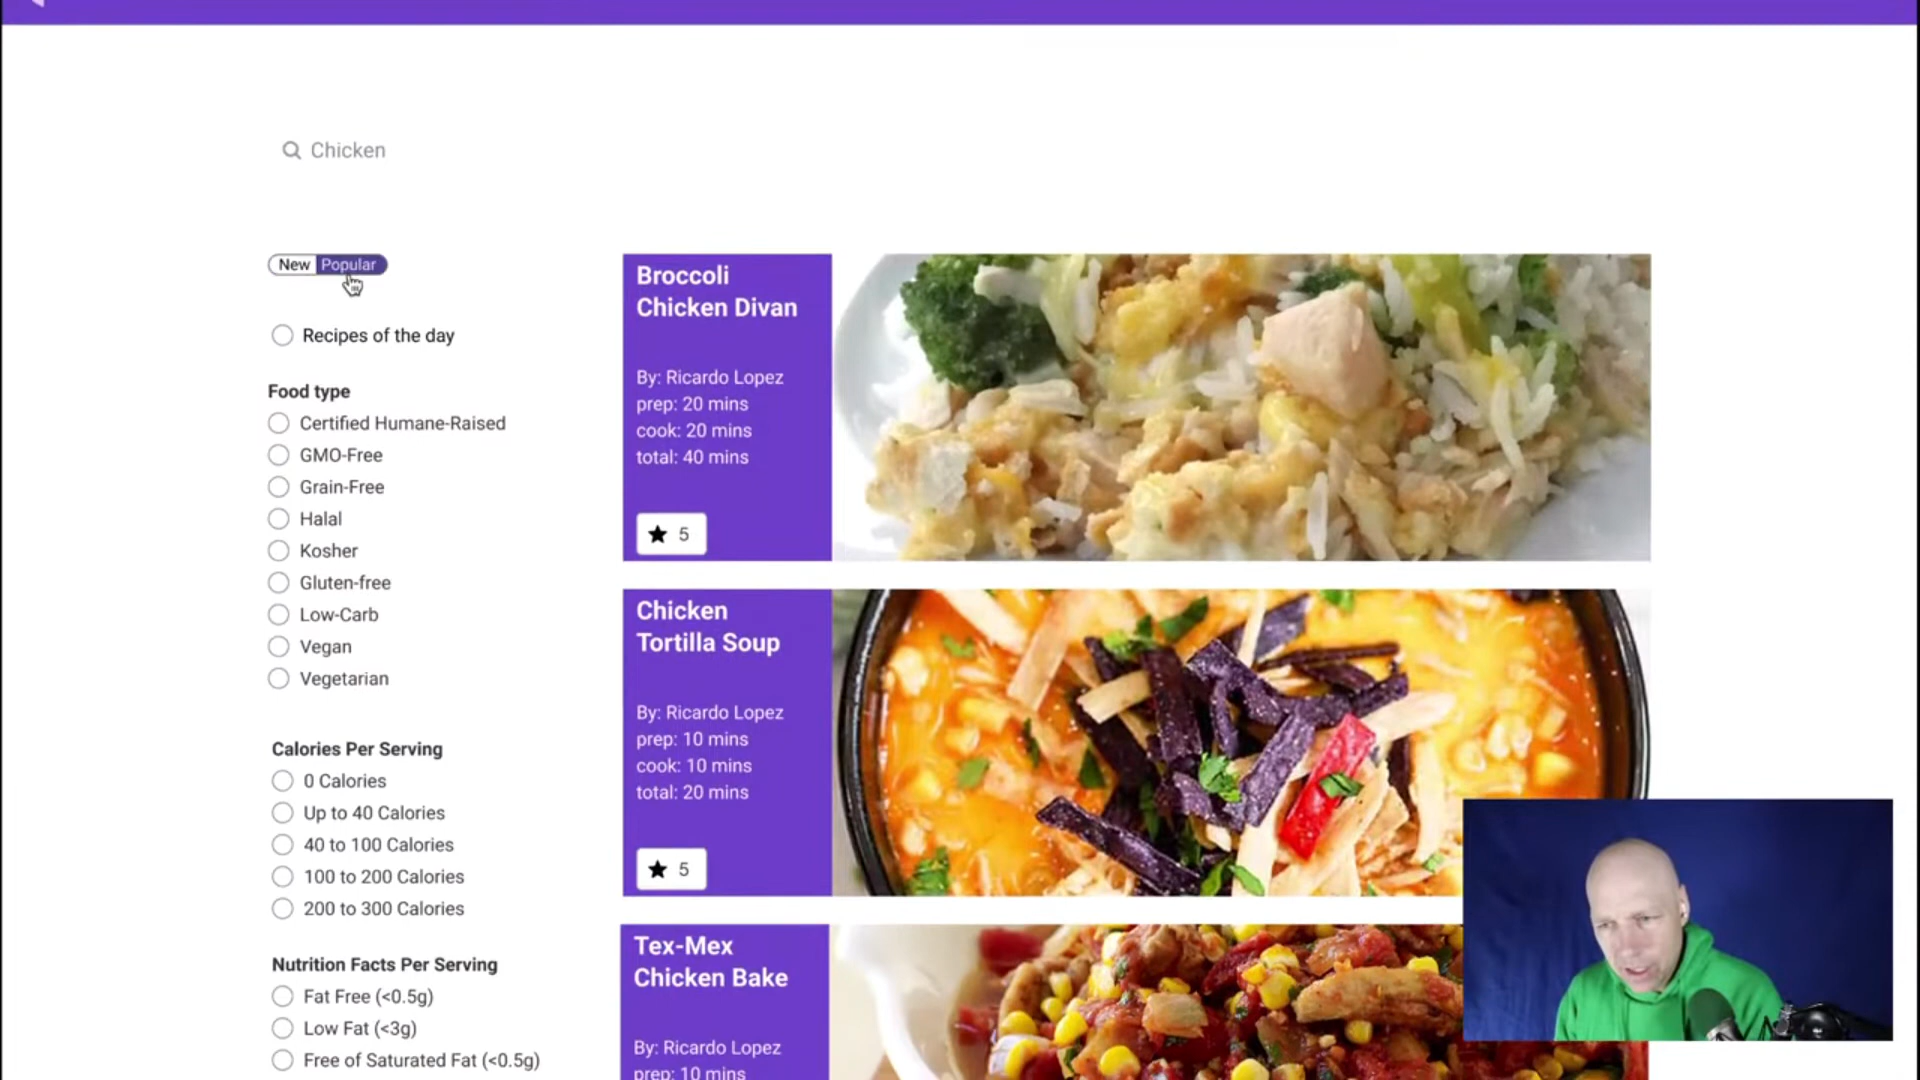 Chicken
New Popular
Recipes of the day
Food type
Certified Humane-Raised
GMO-Free
Grain-Free
Halal
Kosher
Gluten-free
Low-Carb
Vegan
Vegetarian
Calories Per Serving
0 Calories
Up to 40 Calories
40 to 100 Calories
100 to 200 Calories
200 to 300 Calories
Nutrition Facts Per Serving
Fat Free (<0.5g)
Low Fat (<3g)
Free of Saturated Fat (<0.5g)
Broccoli
Chicken Divan
By: Ricardo Lopez
prep: 20 mins
cook: 20 mins
total: 40 mins
5
Chicken
Tortilla Soup
By: Ricardo Lopez
prep: 10 mins
cook: 10 mins
total: 20 mins
5
Tex-Mex
Chicken Bake
By: Ricardo Lopez
prep: 10 mins